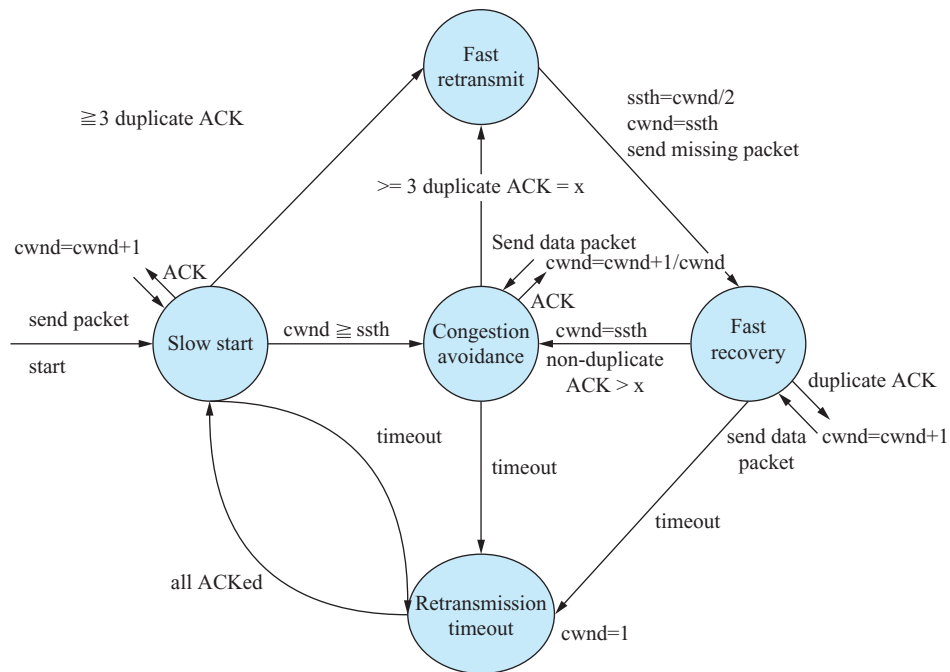 Fast
retransmit
≧3 duplicate ACK
ssth=cwnd/2
cwnd=ssth
send missing packet
>= 3 duplicate ACK = x
cwnd=cwnd+1
ACK
Send data packet
cwnd=cwnd+1/cwnd
ACK
send packet
start
Slow start
cwnd ≧ ssth
Congestion
avoidance
cwnd=ssth
non-duplicate
ACK > x
Fast
recovery
duplicate ACK
cwnd=cwnd+1
send data
packet
timeout
timeout
timeout
all ACKed
Retransmission
timeout
cwnd=1